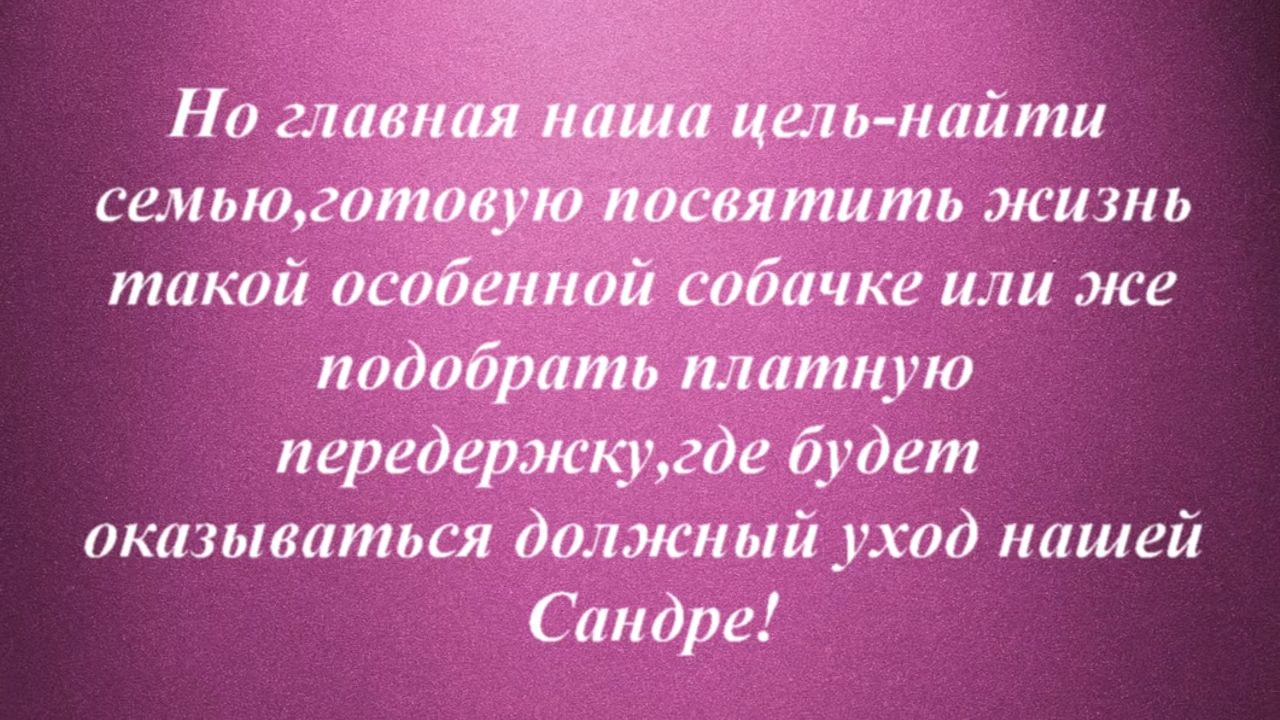 Но главная наша цель-найти
семью,готовую посвятить жизнь
такой особенной собачке или же
подобрать платную
передержку,где будет
оказываться должный уход нашей
Сандре!